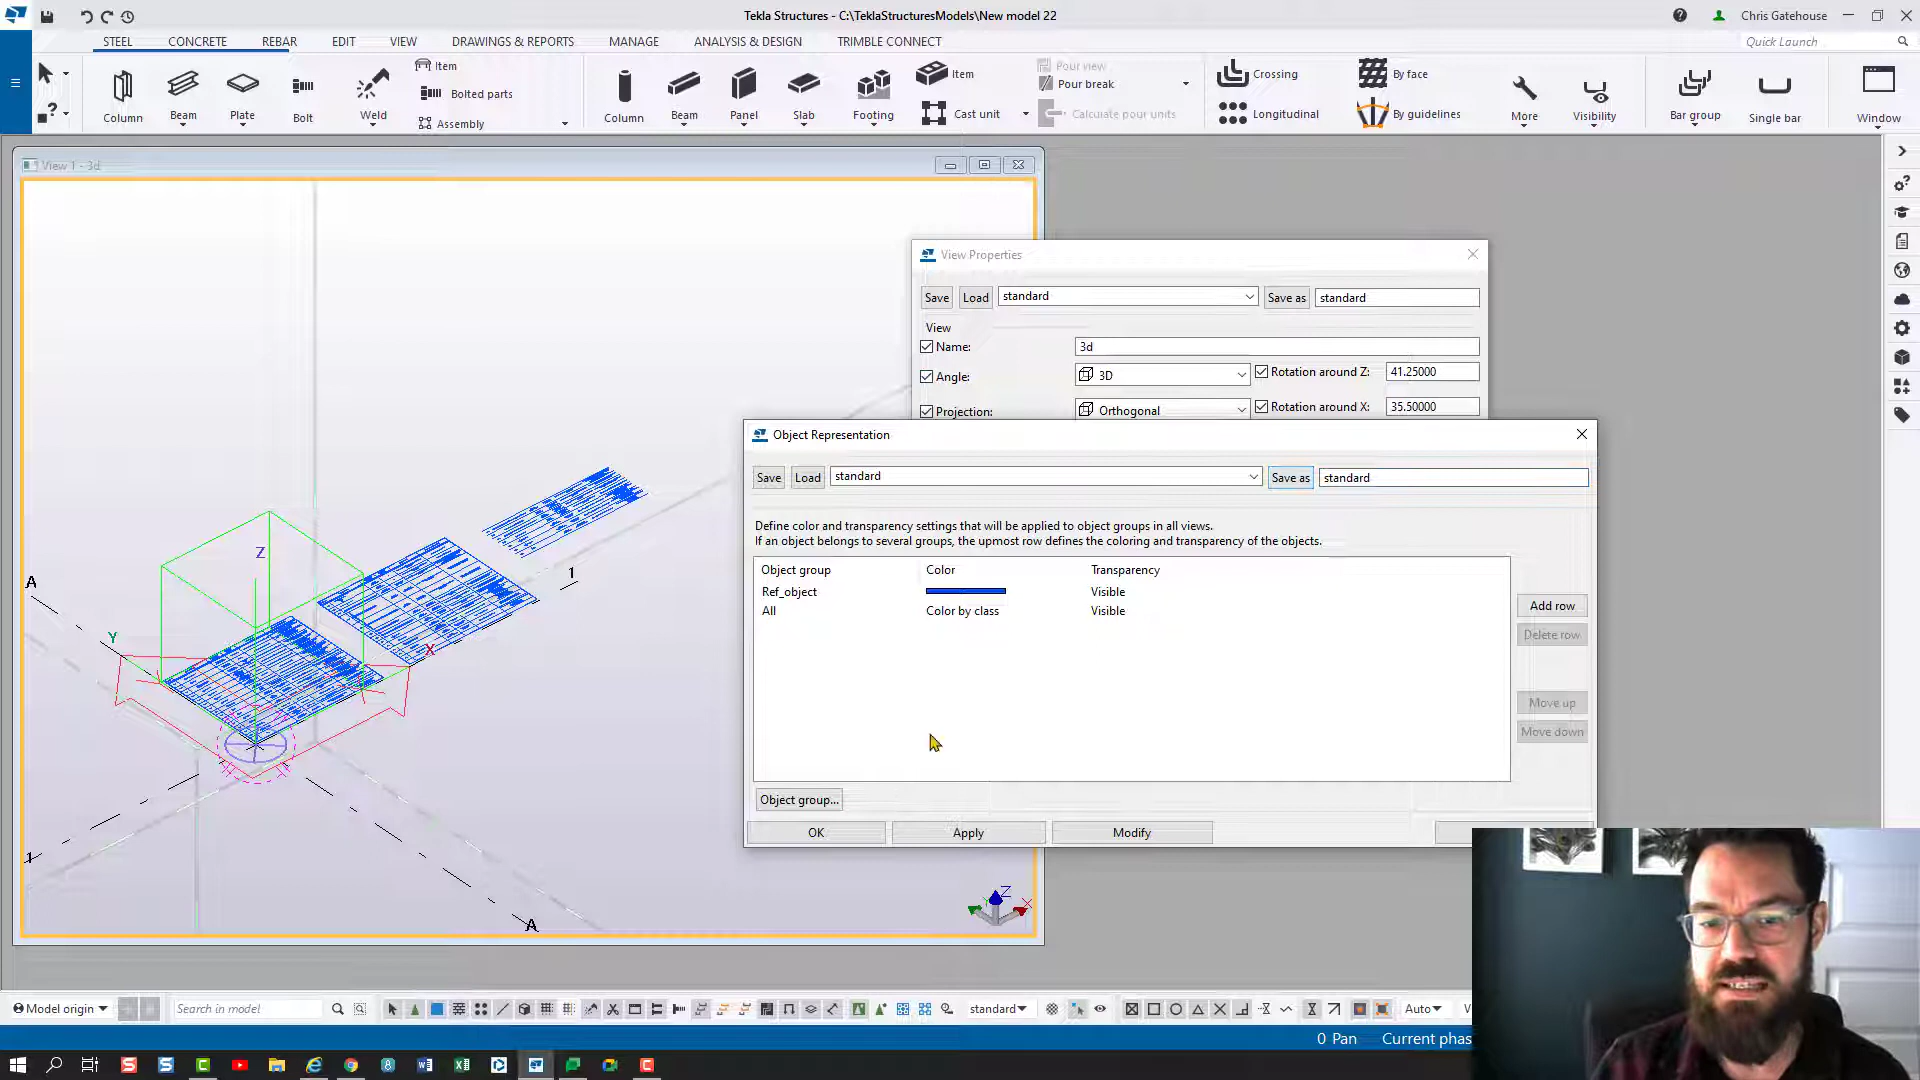 Tekla Structures - C:\TeklaStructuresModels\New model 22
Chris Gatehouse
STEEL CONCRETE REBAR EDIT VIEW DRAWINGS & REPORTS MANAGE ANALYSIS & DESIGN TRIMBLE CONNECT
Quick Launch
Column Beam Plate Bolt Weld
Item
Bolted parts
Assembly
Column Beam Panel Slab Footing
Item
Cast unit
Pour view
Pour break
Calculate pour units
Crossing
Longitudinal
By face
By guidelines
More Visibility Bar group Single bar Window
View 1 - 3d
A
Y
Z
X
1
1
A
Z
X
View Properties
Save Load standard Save as standard
View
Name: 3d
Angle: 3D Rotation around Z: 41.25000
Projection: Orthogonal Rotation around X: 35.50000
Object Representation
Save Load standard Save as standard
Define color and transparency settings that will be applied to object groups in all views.
If an object belongs to several groups, the upmost row defines the coloring and transparency of the objects.
Object group Color Transparency
Ref_object Visible
All Color by class Visible
Add row
Delete row
Move up
Move down
Object group...
OK Apply Modify
Model origin Search in model standard Auto
0 Pan Current phas